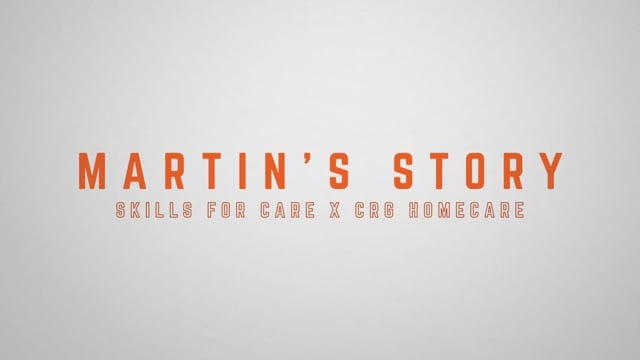 MARTIN'S STORY
SKILLS FOR CARE X CRG HOMECARE